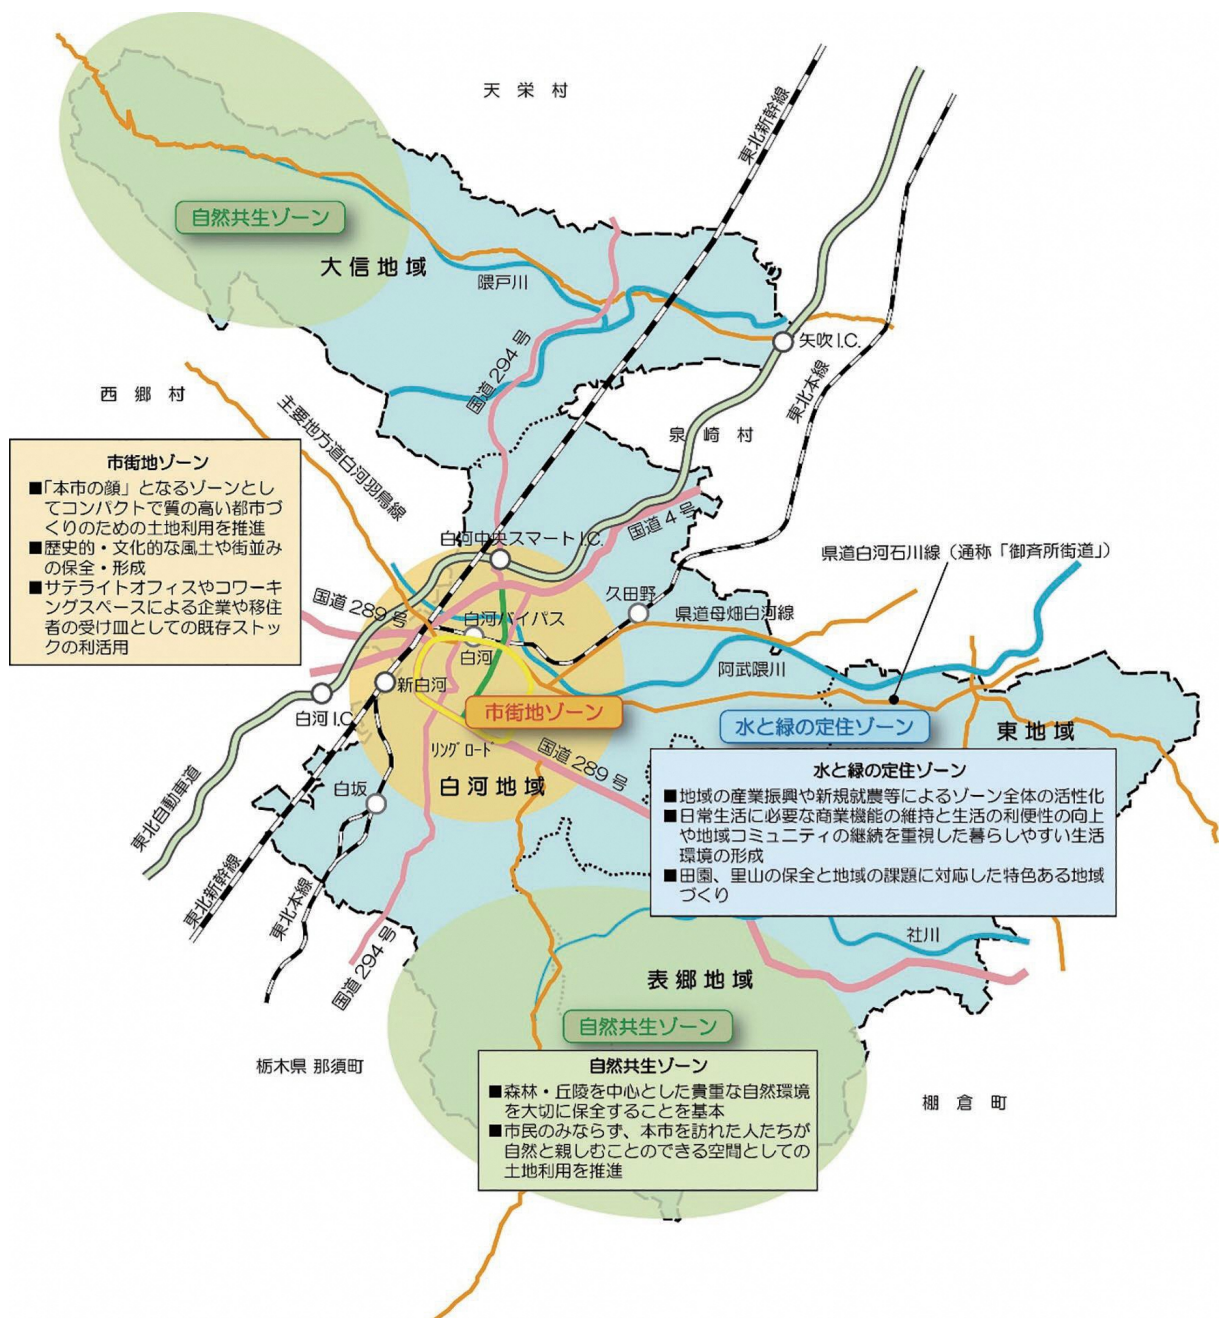 天栄村
東北新幹線
自然共生ゾーン
大信地域
隈戸川
国道294号
矢吹I.C.
西郷村
主要地方道白河羽鳥線
東北本線
泉崎村
市街地ゾーン
■「本市の顔」となるゾーンとし
てコンパクトで質の高い都市づ
くりのための土地利用を推進
■歴史的・文化的な風土や街並み
の保全・形成
■サテライトオフィスやコワーキ
ングスペースによる企業や移住
者の受け皿としての既存ストッ
クの利活用
国道4号
白河中央スマートI.C.
県道白河石川線（通称「御斉所街道」）
国道289号
久田野
県道母畑白河線
白河バイパス
白河
阿武隈川
新白河
白河I.C.
市街地ゾーン
水と緑の定住ゾーン
東地域
リングロード
国道289号
白河地域
水と緑の定住ゾーン
■地域の産業振興や新規就農等によるゾーン全体の活性化
■日常生活に必要な商業機能の維持と生活の利便性の向上
や地域コミュニティの継続を重視した暮らしやすい生活
環境の形成
■田園、里山の保全と地域の課題に対応した特色ある地域
づくり
白坂
東北自動車道
東北新幹線
東北本線
国道294号
社川
表郷地域
自然共生ゾーン
栃木県 那須町
自然共生ゾーン
■森林・丘陵を中心とした貴重な自然環境
を大切に保全することを基本
■市民のみならず、本市を訪れた人たちが
自然と親しむことのできる空間としての
土地利用を推進
棚倉町